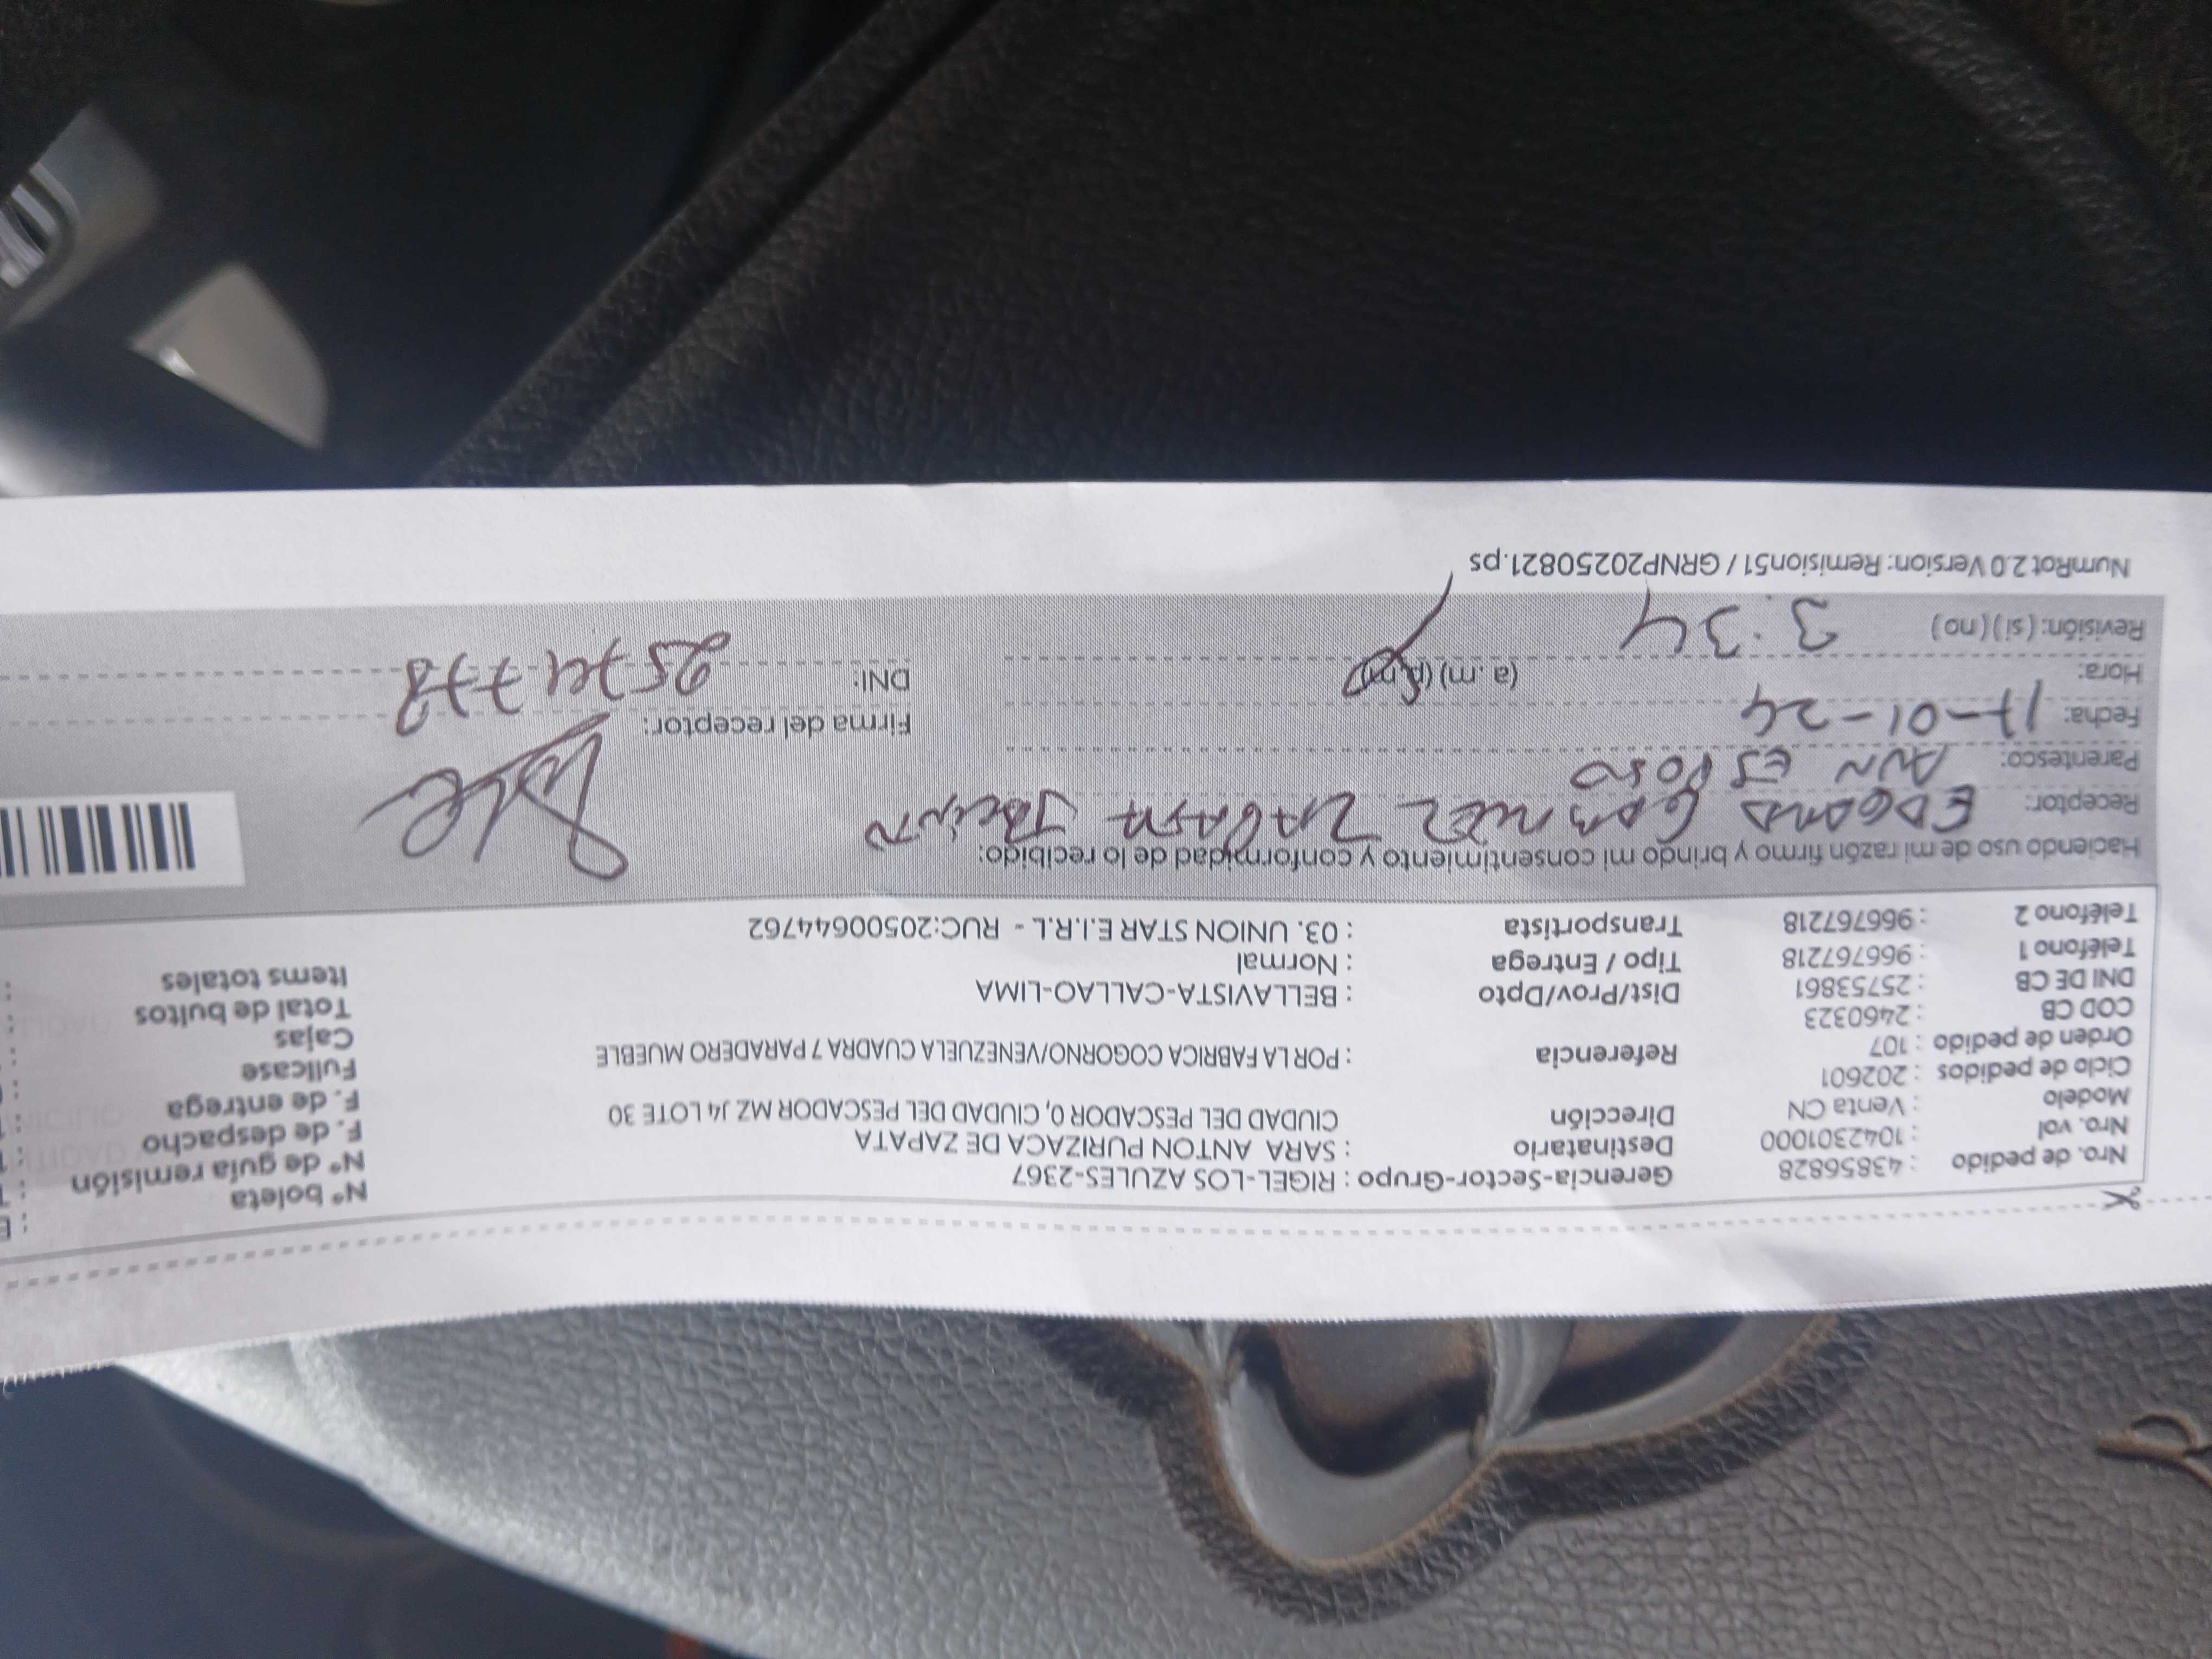 Nro. de pedido : 43856828 Gerencia-Sector-Grupo : RIGEL-LOS AZULES-2367 N° boleta :
Nro. vol : 1042301000 Destinatario : SARA ANTON PURIZACA DE ZAPATA N° de guía remisión :
Modelo : Venta CN Dirección CIUDAD DEL PESCADOR 0, CIUDAD DEL PESCADOR MZ J4 LOTE 30 F. de despacho :
Ciclo de pedidos : 202601 F. de entrega :
Orden de pedido : 107 Referencia : POR LA FABRICA COGORNO/VENEZUELA CUADRA 7 PARADERO MUEBLE Fullcase :
COD CB : 2460323 Cajas :
DNI DE CB : 25753861 Dist/Prov/Dpto : BELLAVISTA-CALLAO-LIMA Total de bultos :
Teléfono 1 : 966767218 Tipo / Entrega : Normal Items totales :
Teléfono 2 : 966767218 Transportista : 03. UNION STAR E.I.R.L - RUC:20500644762
Haciendo uso de mi razón firmo y brindo mi consentimiento y conformidad de lo recibido:
Receptor: EDGARD
Parentesco: ESPOSO
Fecha: 17-01-24 Firma del receptor:
Hora: 3:34 (a.m) (p.m) DNI: 25744778
Revisión: (si) (no)
NumRot 2.0 Version: Remision51 / GRNP20250821.ps